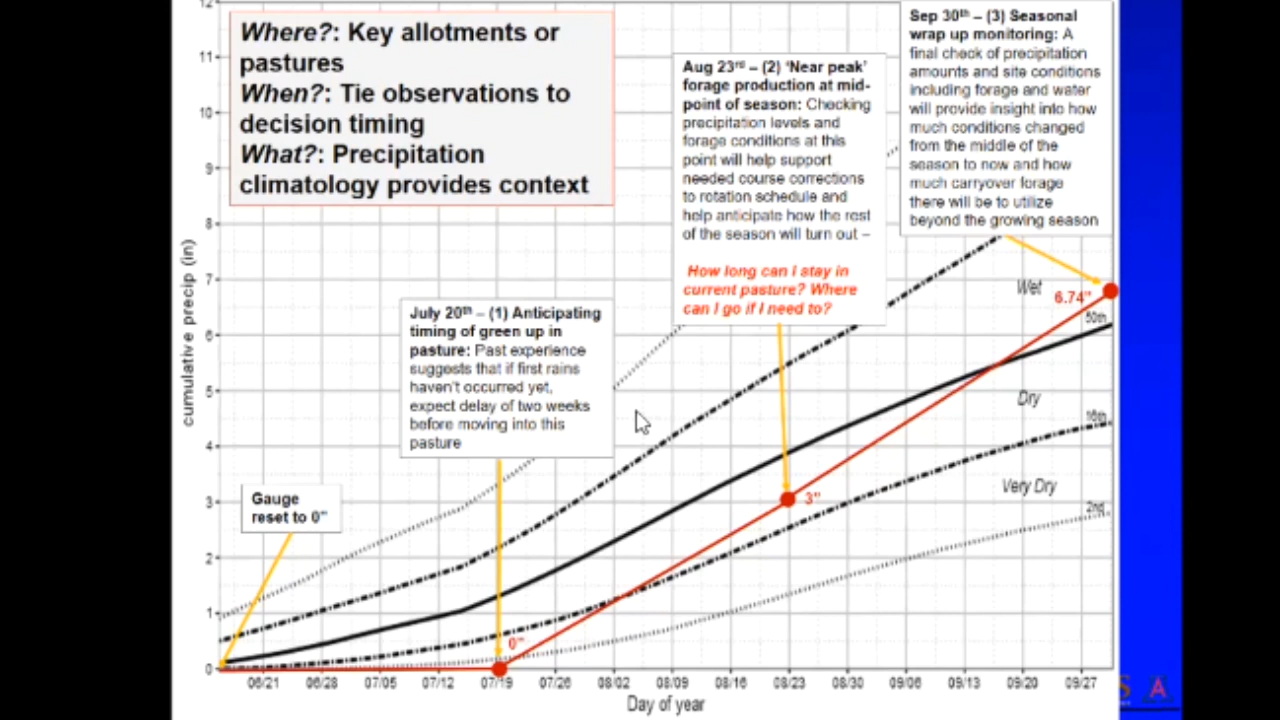 Where?: Key allotments or
pastures
When?: Tie observations to
decision timing
What?: Precipitation
climatology provides context
Aug 23rd – (2) ‘Near peak’
forage production at mid-
point of season: Checking
precipitation levels and
forage conditions at this
point will help support
needed course corrections
to rotation schedule and
help anticipate how the rest
of the season will turn out –
How long can I stay in
current pasture? Where
can I go if I need to?
Sep 30th – (3) Seasonal
wrap up monitoring: A
final check of precipitation
amounts and site conditions
including forage and water
will provide insight into how
much conditions changed
from the middle of the
season to now and how
much carryover forage
there will be to utilize
beyond the growing season
July 20th – (1) Anticipating
timing of green up in
pasture: Past experience
suggests that if first rains
haven't occurred yet,
expect delay of two weeks
before moving into this
pasture
Gauge
reset to 0"
Wet
6.74"
50th
Dry
16th
Very Dry
2nd
3"
0"
cumulative precip (in)
12
11
10
9
8
7
6
5
4
3
2
1
0
06/21 06/28 07/05 07/12 07/19 07/26 08/02 08/09 08/16 08/23 08/30 09/06 09/13 09/20 09/27
Day of year
S A